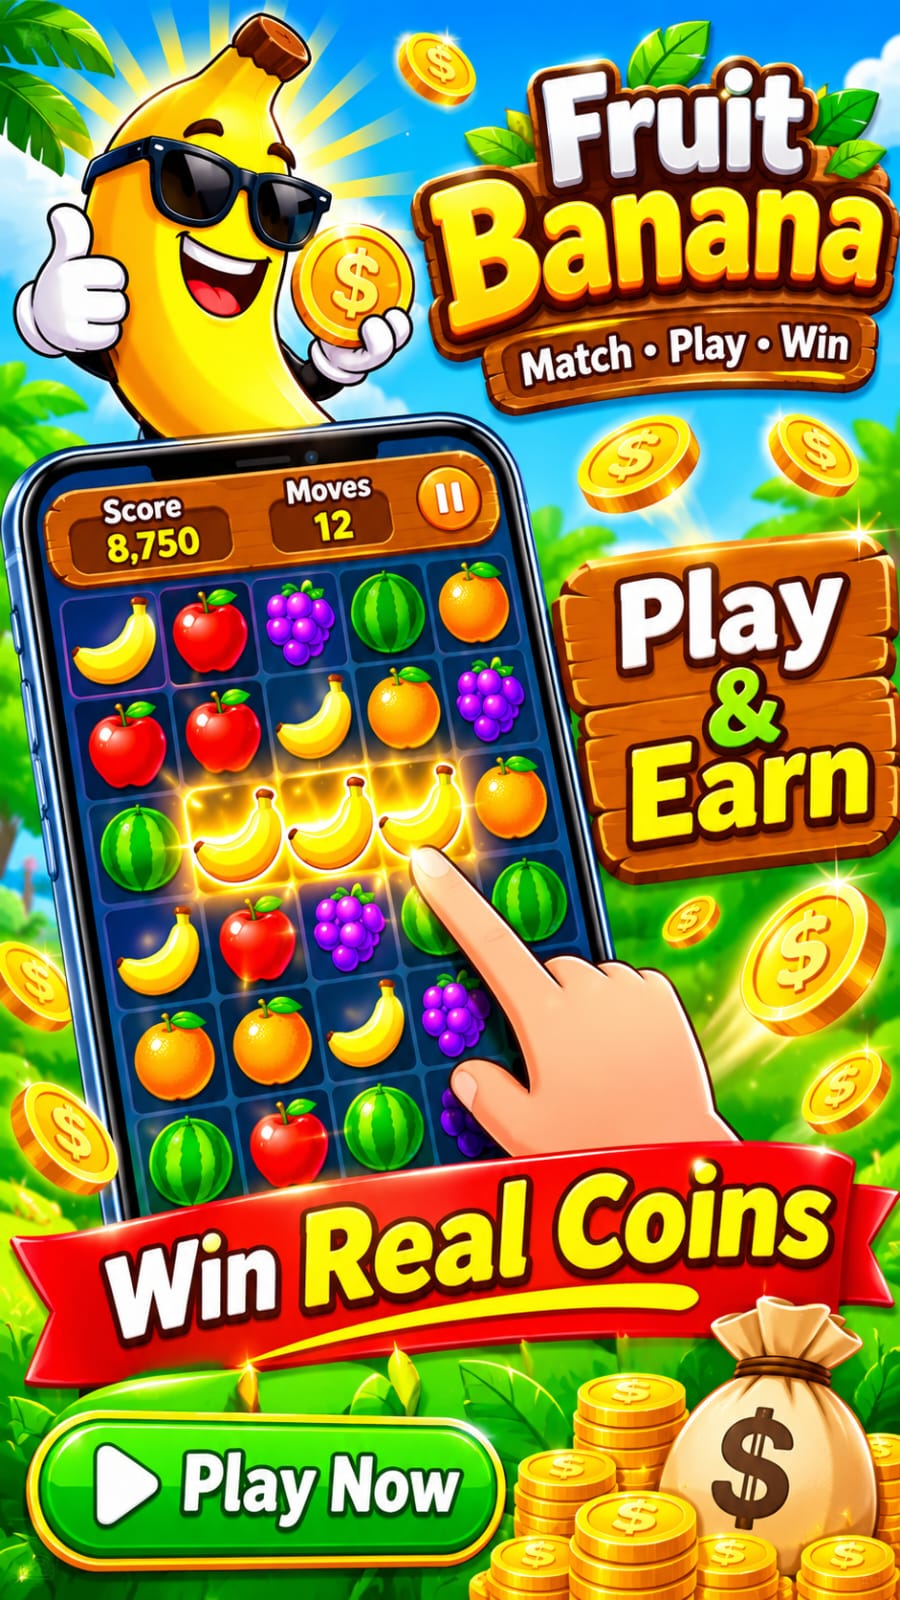 Fruit
Banana
Match • Play • Win
Score
8,750
Moves
12
Play
&
Earn
Win Real Coins
Play Now